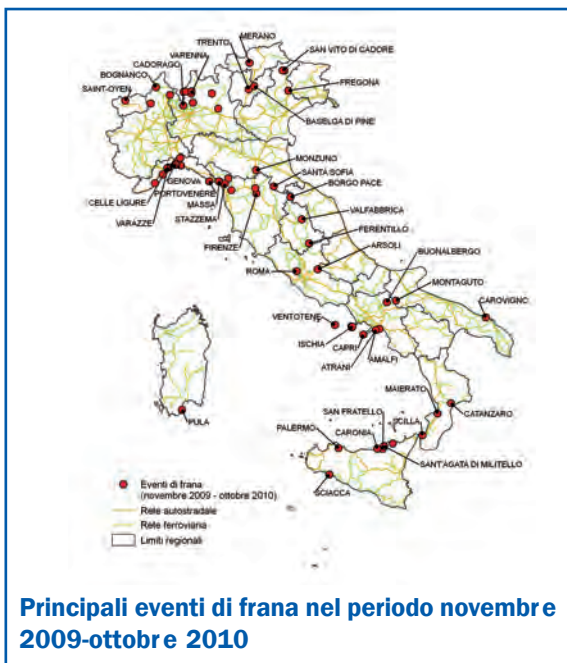 MERANO
TRENTO
SAN VITO DI CADORE
VARENNA
CADORAGO
BOGNANCO
SAINT-OYEN
FREGONA
BASELGA DI PINE
MONZUNO
SANTA SOFIA
BORGO PACE
GENOVA
PORTOVENERE
CELLE LIGURE
MASSA
VARAZZE
STAZZEMA
VALFABBRICA
FIRENZE
FERENTILLO
ARSOLI
BUONALBERGO
ROMA
MONTAGUTO
CAROVIGNO
VENTOTENE
ISCHIA
CAPRI
AMALFI
ATRANI
MAIERATO
PULA
SAN FRATELLO
CATANZARO
PALERMO
CARONIA
SCILLA
SANT'AGATA DI MILITELLO
SCIACCA
Eventi di frana
(novembre 2009 - ottobre 2010)
Rete autostradale
Rete ferroviaria
Limiti regionali
Principali eventi di frana nel periodo novembre
2009-ottobre 2010